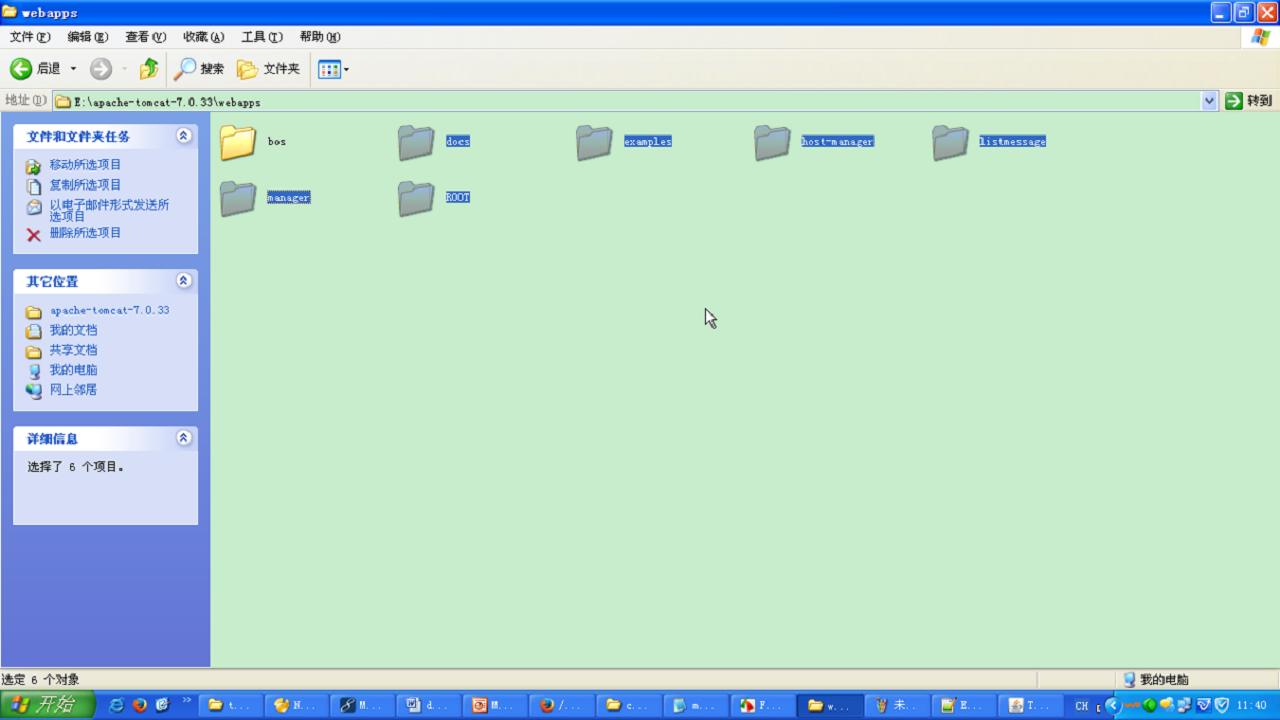 webapps
文件(F) 编辑(E) 查看(V) 收藏(A) 工具(T) 帮助(H)
后退 搜索 文件夹
地址(D) E:\apache-tomcat-7.0.33\webapps 转到
文件和文件夹任务
移动所选项目
复制所选项目
以电子邮件形式发送所
选项目
删除所选项目
其它位置
apache-tomcat-7.0.33
我的文档
共享文档
我的电脑
网上邻居
详细信息
选择了 6 个项目。
bos docs examples host-manager listmessage
manager ROOT
选定 6 个对象 我的电脑
开始 t... N... M... d... M... /... c... m... F... w... 未... E... T... CH 11:40